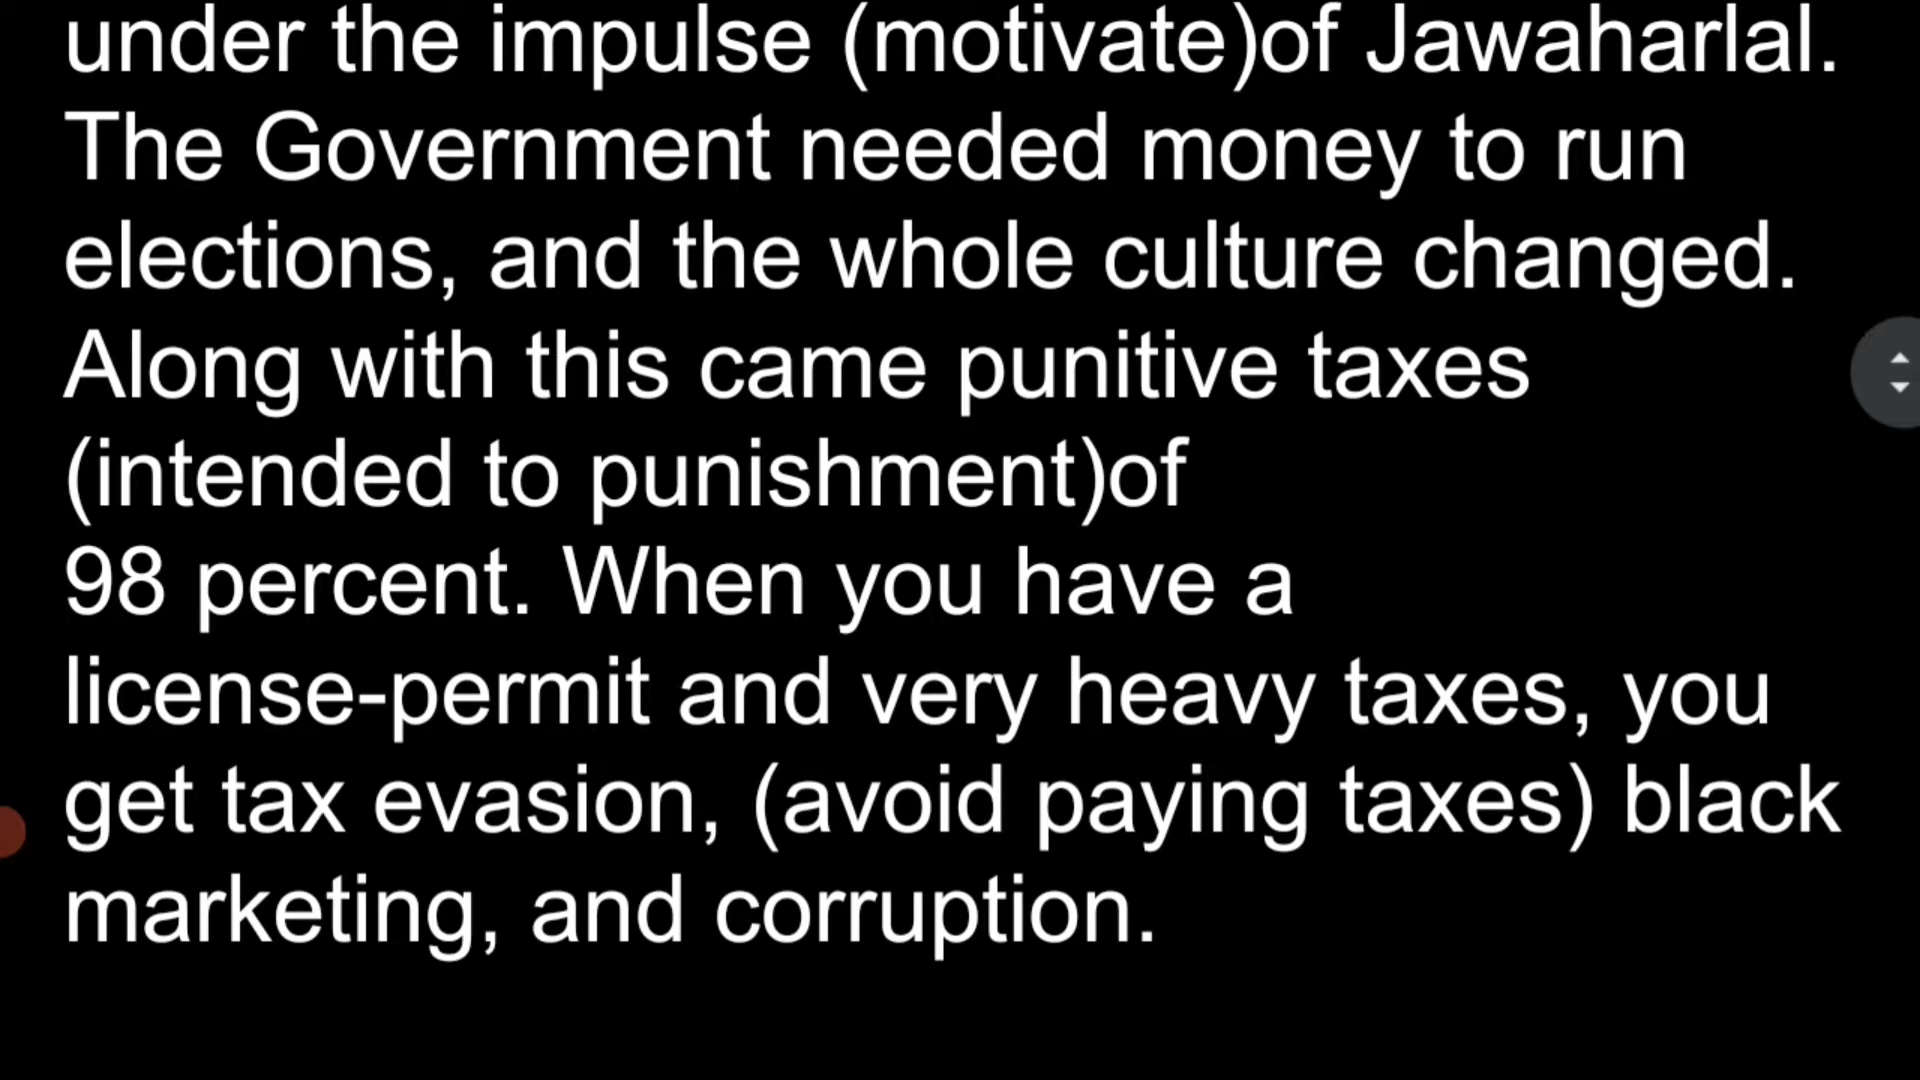 under the impulse (motivate)of Jawaharlal.
The Government needed money to run
elections, and the whole culture changed.
Along with this came punitive taxes
(intended to punishment)of
98 percent. When you have a
license-permit and very heavy taxes, you
get tax evasion, (avoid paying taxes) black
marketing, and corruption.